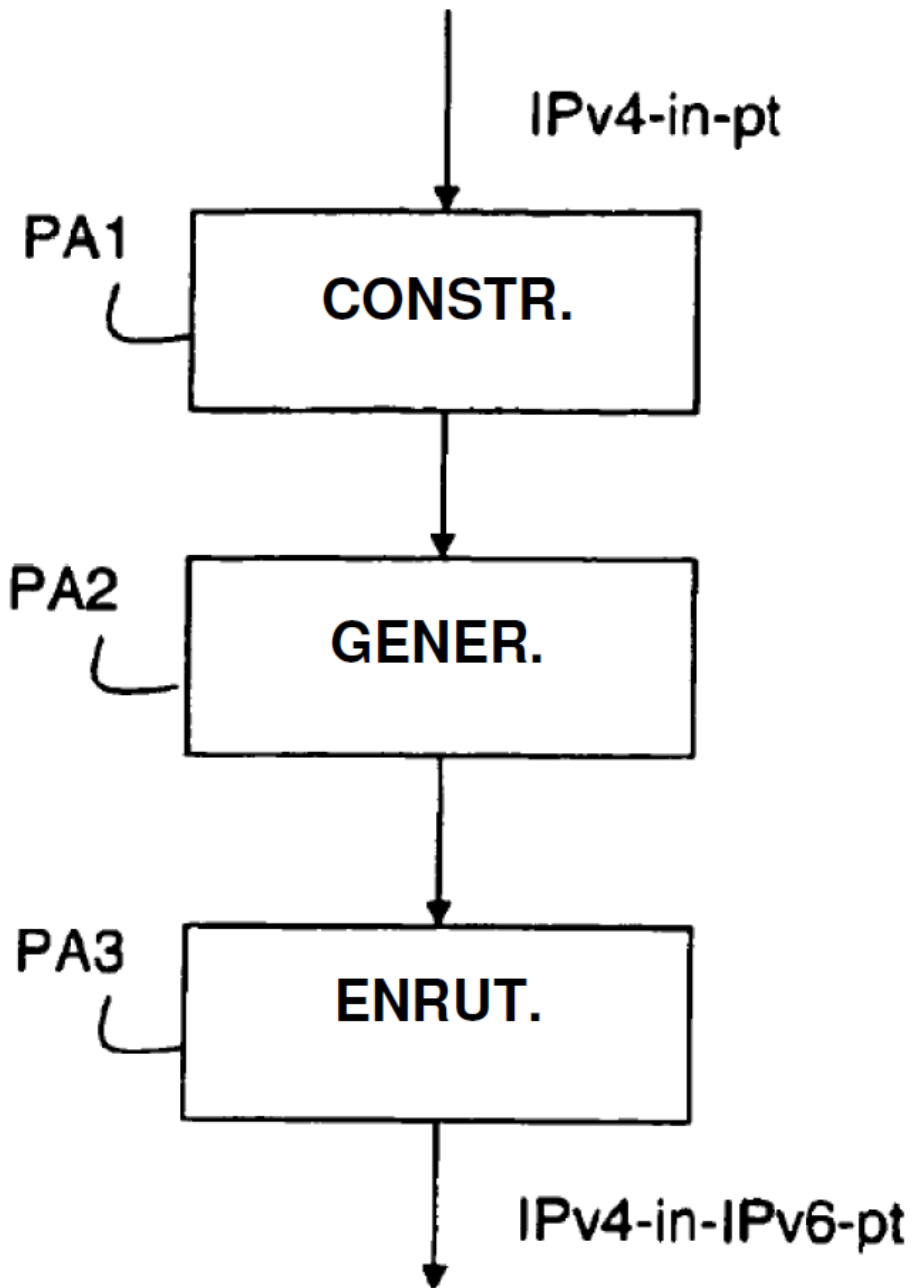 IPv4-in-pt
PA1
CONSTR.
PA2
GENER.
PA3
ENRUT.
IPv4-in-IPv6-pt